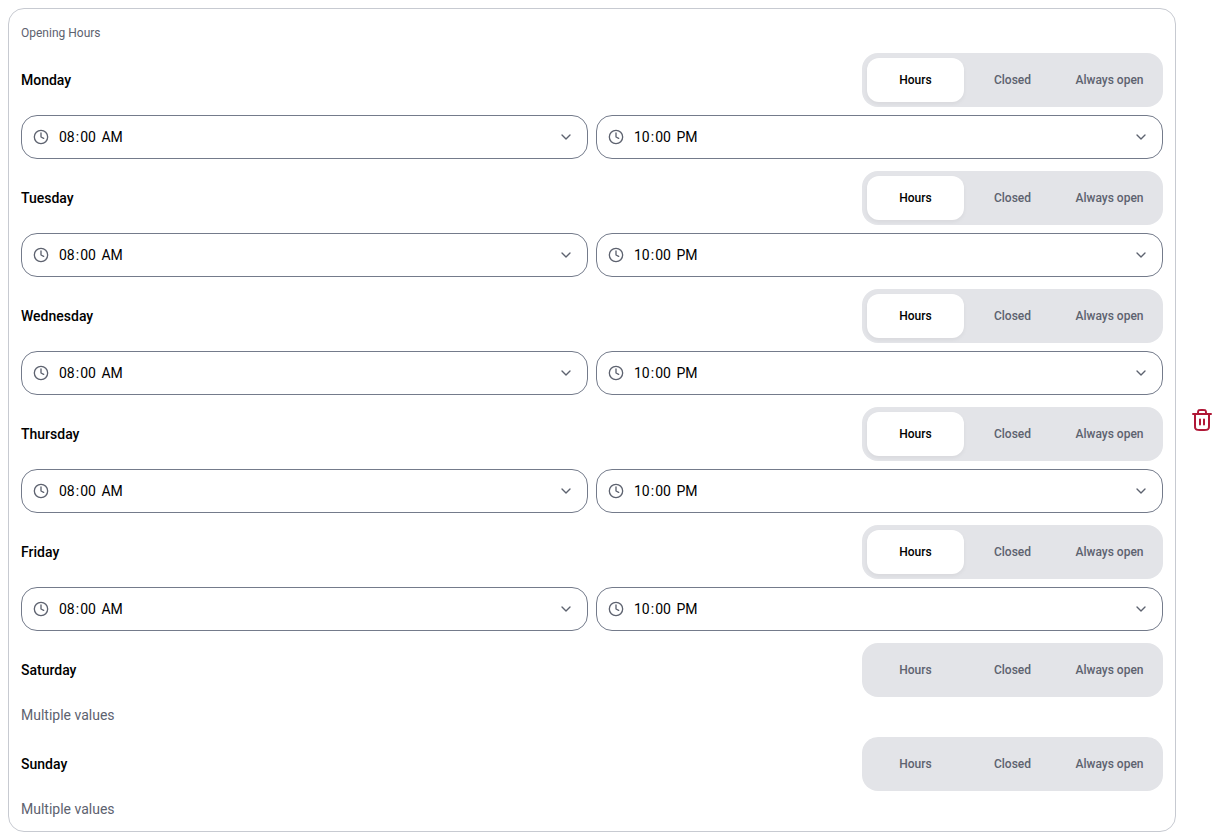 Opening Hours
Monday Hours Closed Always open
08:00 AM 10:00 PM
Tuesday Hours Closed Always open
08:00 AM 10:00 PM
Wednesday Hours Closed Always open
08:00 AM 10:00 PM
Thursday Hours Closed Always open
08:00 AM 10:00 PM
Friday Hours Closed Always open
08:00 AM 10:00 PM
Saturday Hours Closed Always open
Multiple values
Sunday Hours Closed Always open
Multiple values